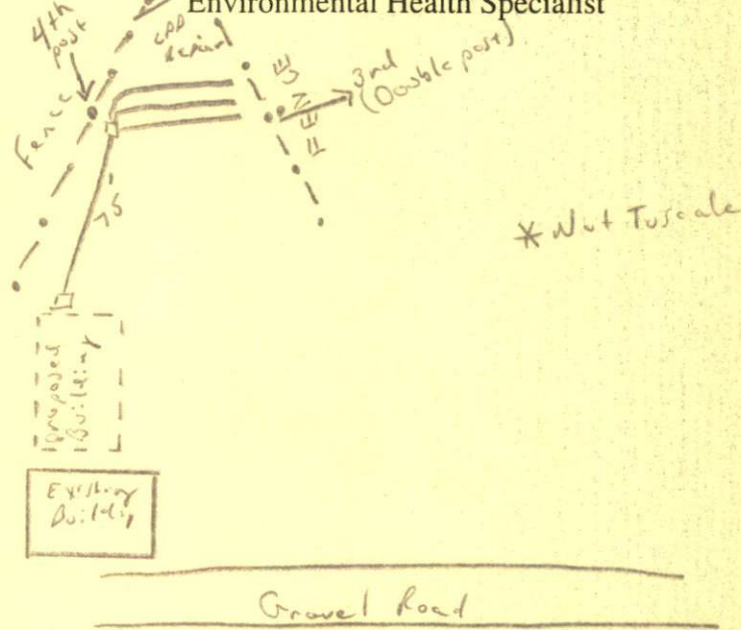 Environmental Health Specialist
4th
post
Fence
3rd
(Double post)
75'
* Not To Scale
Proposed
Building
Existing
Building
Gravel Road